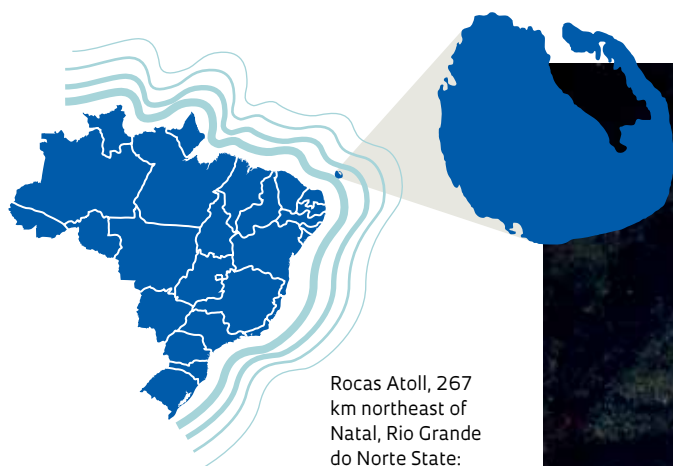 Rocas Atoll, 267
km northeast of
Natal, Rio Grande
do Norte State: